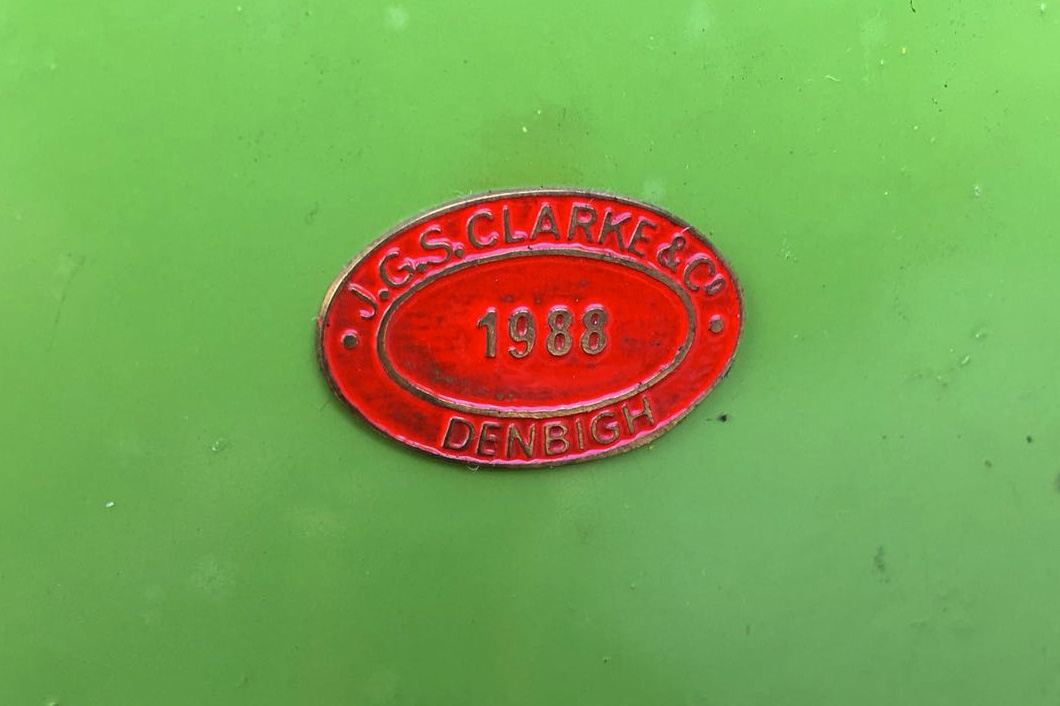 J.G.S. CLARKE & Co
1988
DENBIGH